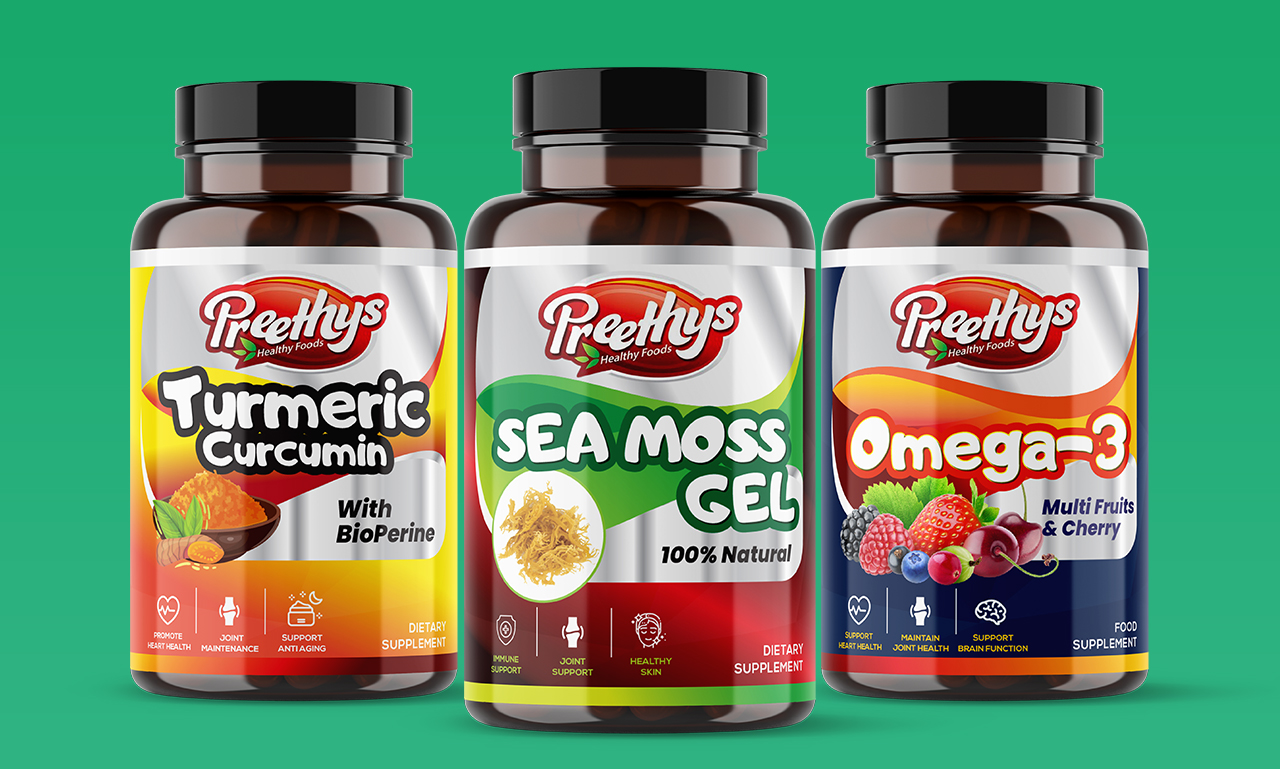 Preethys
Healthy Foods
Turmeric
Curcumin
With
BioPerine
PROMOTE
HEART HEALTH
JOINT
MAINTENANCE
SUPPORT
ANTI AGING
DIETARY
SUPPLEMENT
Preethys
Healthy Foods
SEA MOSS
GEL
100% Natural
IMMUNE
SUPPORT
JOINT
SUPPORT
HEALTHY
SKIN
DIETARY
SUPPLEMENT
Preethys
Healthy Foods
Omega-3
Multi Fruits
& Cherry
SUPPORT
HEART HEALTH
MAINTAIN
JOINT HEALTH
SUPPORT
BRAIN FUNCTION
FOOD
SUPPLEMENT